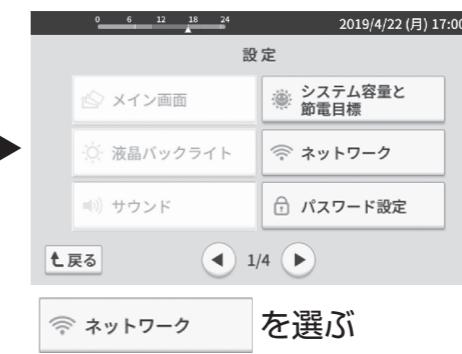 0 6 12 18 24
2019/4/22 (月) 17:00
設定
メイン画面
システム容量と
節電目標
液晶バックライト
ネットワーク
サウンド
パスワード設定
戻る
1/4
ネットワーク を選ぶ